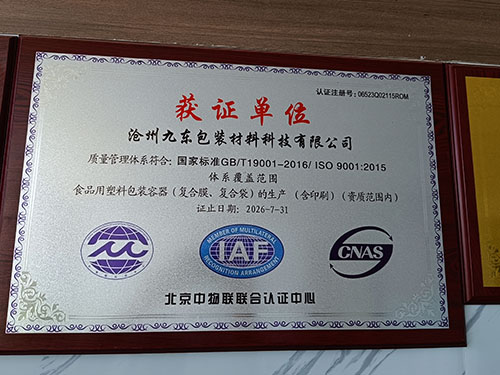 认证注册号：06523Q02115ROM
获证单位
沧州九东包装材料科技有限公司
质量管理体系符合：国家标准GB/T19001-2016/ ISO 9001:2015
体系覆盖范围
食品用塑料包装容器（复合膜、复合袋）的生产（含印刷）（资质范围内）
证止日期：2026-7-31
MEMBER OF MULTILATERAL
IAF
RECOGNITION ARRANGEMENT
CNAS
北京中物联联合认证中心